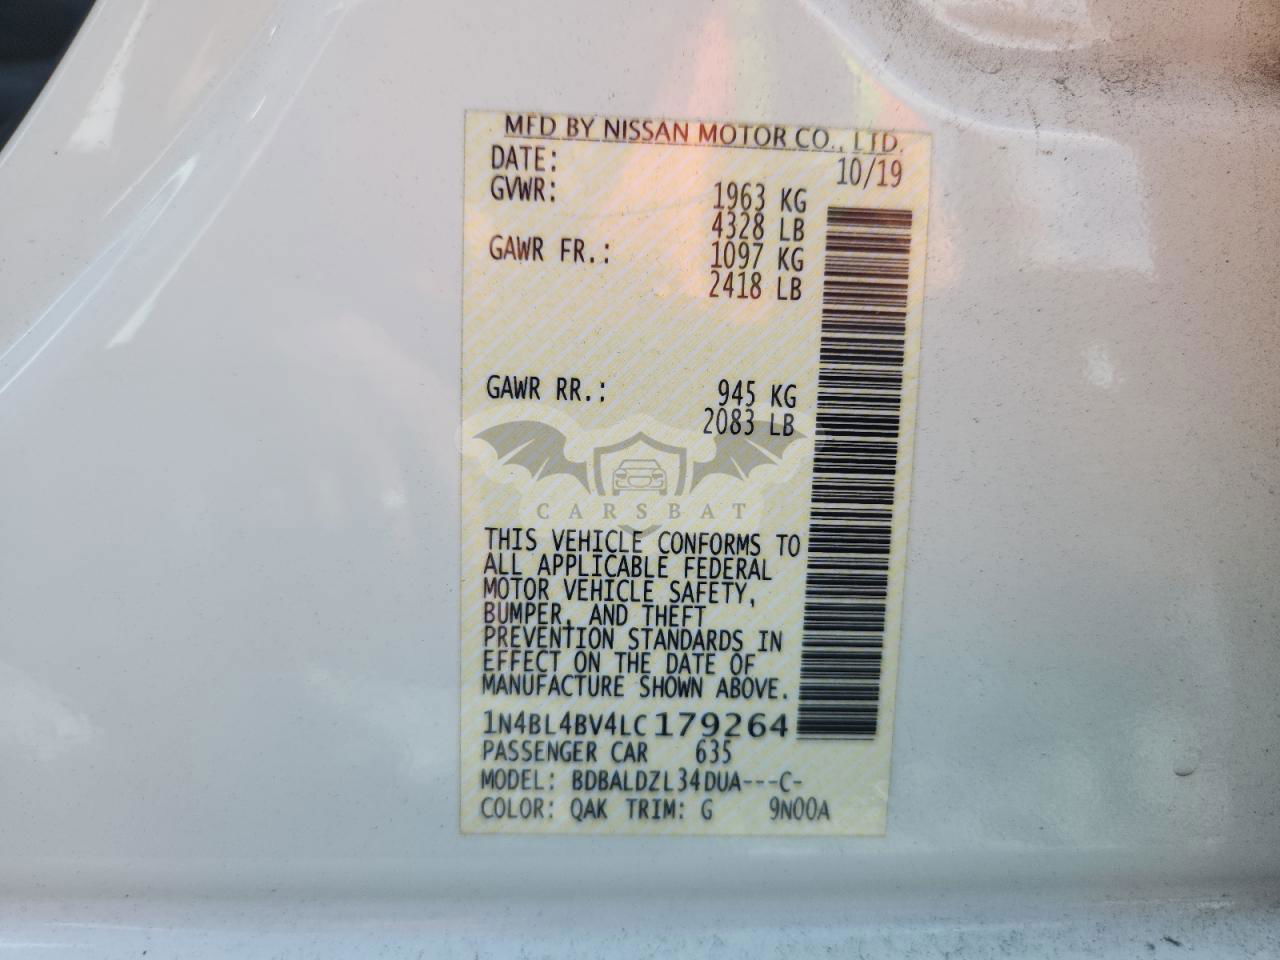 MFD BY NISSAN MOTOR CO., LTD.
DATE: 10/19
GVWR: 1963 KG
4328 LB
GAWR FR.: 1097 KG
2418 LB
GAWR RR.: 945 KG
2083 LB
CARSBAT
THIS VEHICLE CONFORMS TO
ALL APPLICABLE FEDERAL
MOTOR VEHICLE SAFETY,
BUMPER, AND THEFT
PREVENTION STANDARDS IN
EFFECT ON THE DATE OF
MANUFACTURE SHOWN ABOVE.
1N4BL4BV4LC179264
PASSENGER CAR 635
MODEL: BDBALDZL34DUA---C-
COLOR: QAK TRIM: G 9N00A